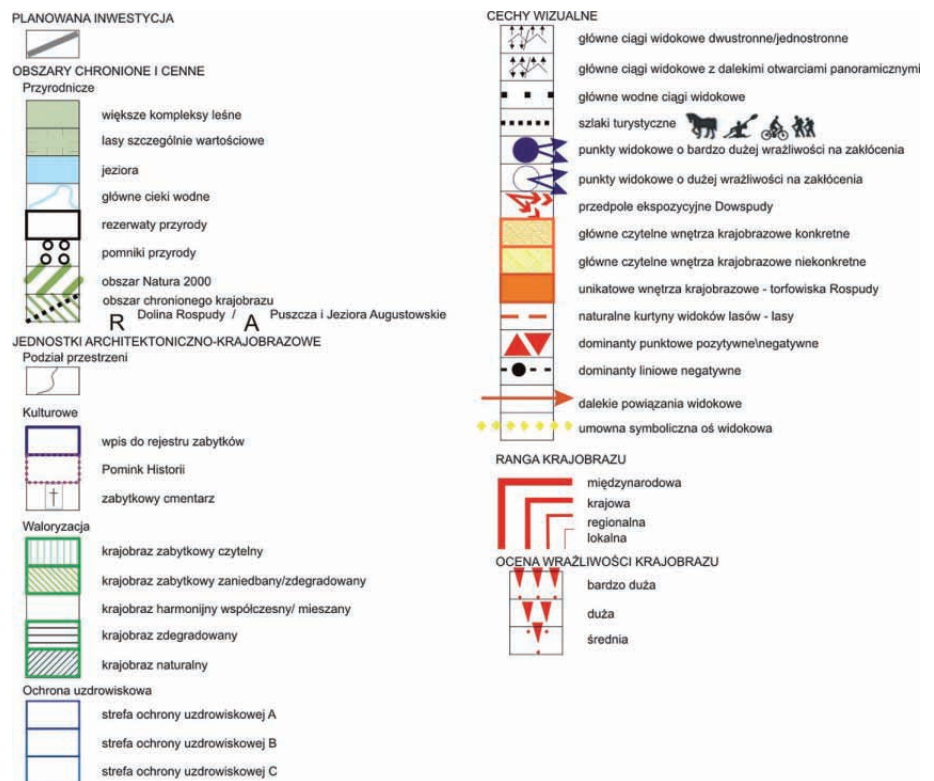 PLANOWANA INWESTYCJA
OBSZARY CHRONIONE I CENNE
Przyrodnicze
większe kompleksy leśne
lasy szczególnie wartościowe
jeziora
główne cieki wodne
rezerwaty przyrody
pomniki przyrody
obszar Natura 2000
obszar chronionego krajobrazu
R Dolina Rospudy / A Puszcza i Jeziora Augustowskie
JEDNOSTKI ARCHITEKTONICZNO-KRAJOBRAZOWE
Podział przestrzeni
Kulturowe
wpis do rejestru zabytków
Pomink Historii
zabytkowy cmentarz
Waloryzacja
krajobraz zabytkowy czytelny
krajobraz zabytkowy zaniedbany/zdegradowany
krajobraz harmonijny współczesny/ mieszany
krajobraz zdegradowany
krajobraz naturalny
Ochrona uzdrowiskowa
strefa ochrony uzdrowiskowej A
strefa ochrony uzdrowiskowej B
strefa ochrony uzdrowiskowej C
CECHY WIZUALNE
główne ciągi widokowe dwustronne/jednostronne
główne ciągi widokowe z dalekimi otwarciami panoramicznymi
główne wodne ciągi widokowe
szlaki turystyczne
punkty widokowe o bardzo dużej wrażliwości na zakłócenia
punkty widokowe o dużej wrażliwości na zakłócenia
przedpole ekspozycyjne Dowspudy
główne czytelne wnętrza krajobrazowe konkretne
główne czytelne wnętrza krajobrazowe niekonkretne
unikatowe wnętrza krajobrazowe - torfowiska Rospudy
naturalne kurtyny widoków lasów - lasy
dominanty punktowe pozytywne\negatywne
dominanty liniowe negatywne
dalekie powiązania widokowe
umowna symboliczna oś widokowa
RANGA KRAJOBRAZU
międzynarodowa
krajowa
regionalna
lokalna
OCENA WRAŻLIWOŚCI KRAJOBRAZU
bardzo duża
duża
średnia